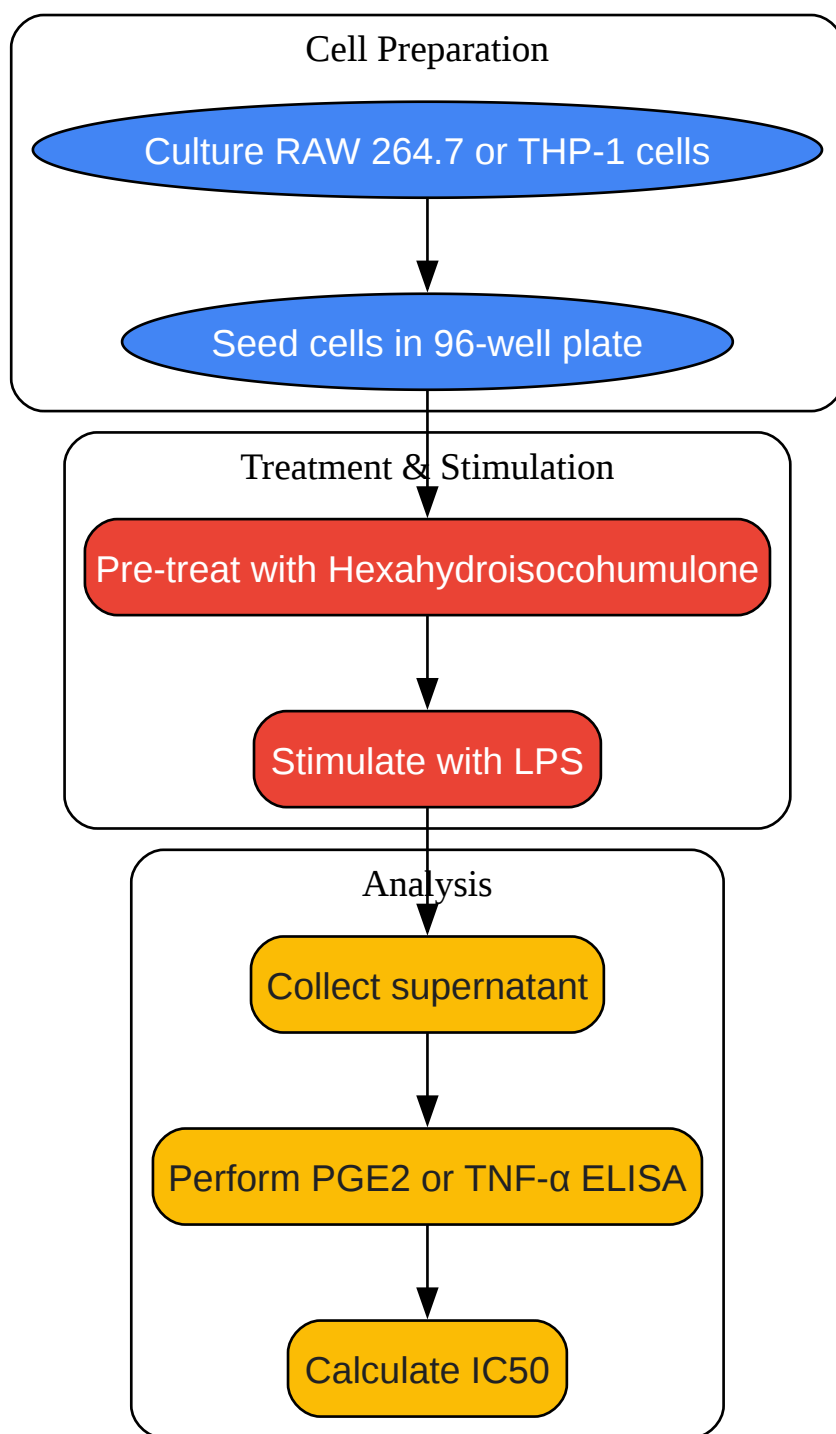 Cell Preparation
Culture RAW 264.7 or THP-1 cells
Seed cells in 96-well plate
Treatment & Stimulation
Pre-treat with Hexahydroisocohumulone
Stimulate with LPS
Analysis
Collect supernatant
Perform PGE2 or TNF-α ELISA
Calculate IC50